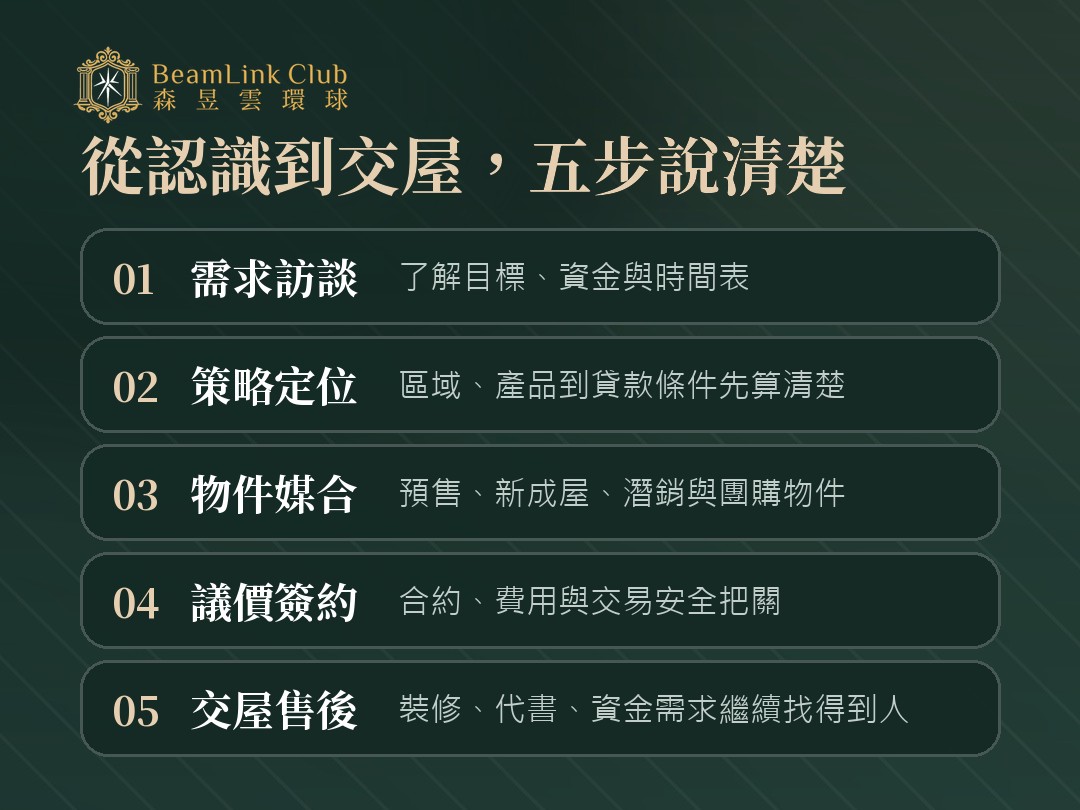 BeamLink Club
森昱雲環球
從認識到交屋，五步說清楚
01 需求訪談 了解目標、資金與時間表
02 策略定位 區域、產品到貸款條件先算清楚
03 物件媒合 預售、新成屋、潛銷與團購物件
04 議價簽約 合約、費用與交易安全把關
05 交屋售後 裝修、代書、資金需求繼續找得到人